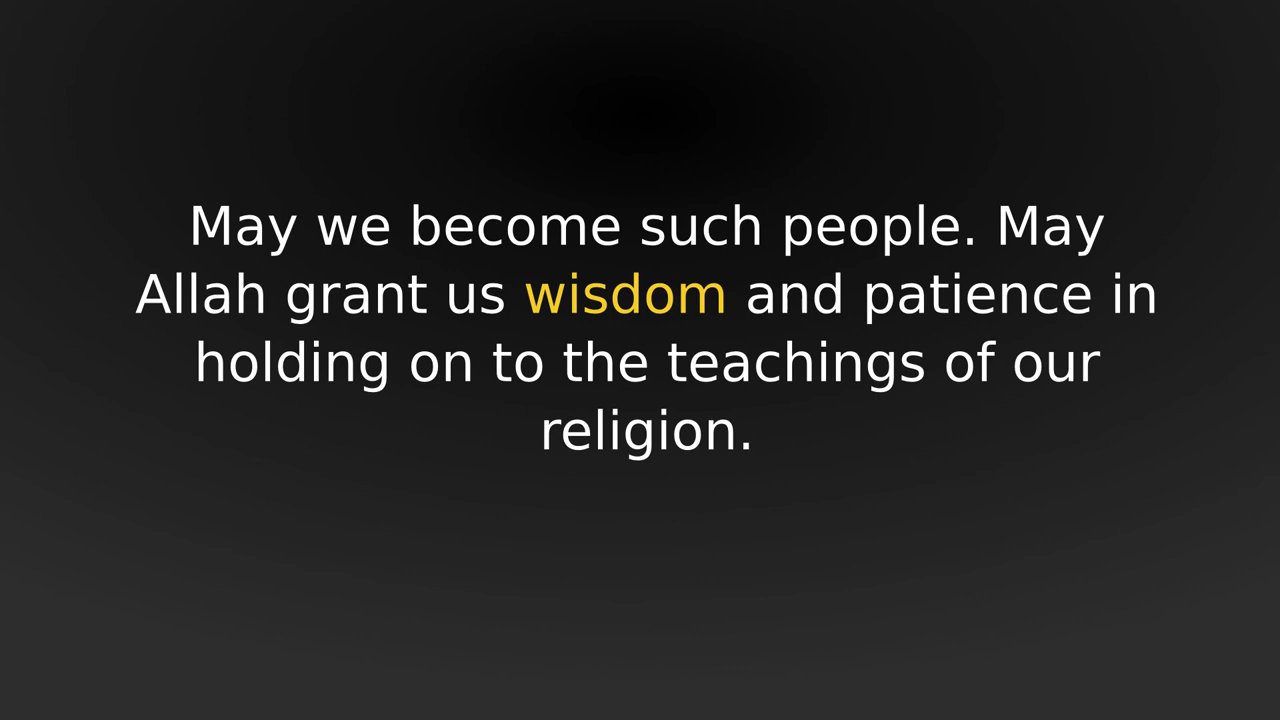 May we become such people. May
Allah grant us wisdom and patience in
holding on to the teachings of our
religion.